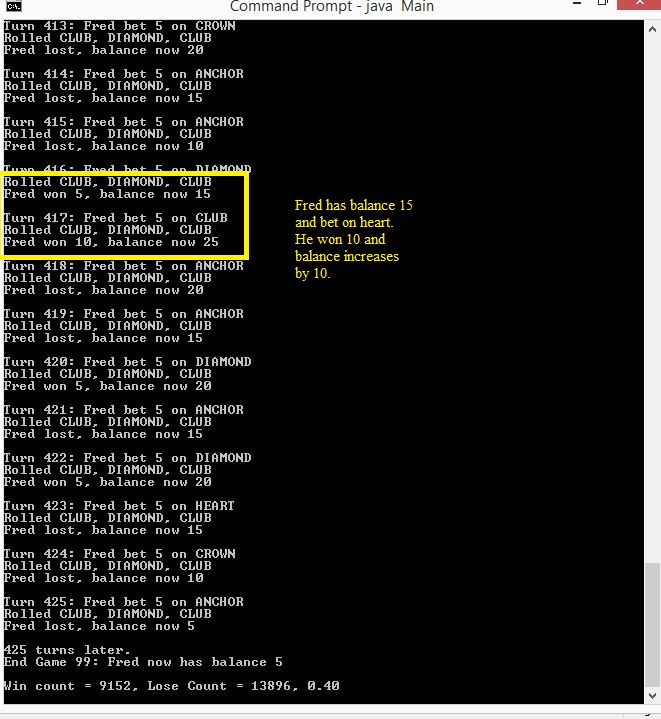 Command Prompt - java Main
Turn 413: Fred bet 5 on CROWN
Rolled CLUB, DIAMOND, CLUB
Fred lost, balance now 20
Turn 414: Fred bet 5 on ANCHOR
Rolled CLUB, DIAMOND, CLUB
Fred lost, balance now 15
Turn 415: Fred bet 5 on ANCHOR
Rolled CLUB, DIAMOND, CLUB
Fred lost, balance now 10
Turn 416: Fred bet 5 on DIAMOND
Rolled CLUB, DIAMOND, CLUB
Fred won 5, balance now 15
Turn 417: Fred bet 5 on CLUB
Rolled CLUB, DIAMOND, CLUB
Fred won 10, balance now 25
Fred has balance 15
and bet on heart.
He won 10 and
balance increases
by 10.
Turn 418: Fred bet 5 on ANCHOR
Rolled CLUB, DIAMOND, CLUB
Fred lost, balance now 20
Turn 419: Fred bet 5 on ANCHOR
Rolled CLUB, DIAMOND, CLUB
Fred lost, balance now 15
Turn 420: Fred bet 5 on DIAMOND
Rolled CLUB, DIAMOND, CLUB
Fred won 5, balance now 20
Turn 421: Fred bet 5 on ANCHOR
Rolled CLUB, DIAMOND, CLUB
Fred lost, balance now 15
Turn 422: Fred bet 5 on DIAMOND
Rolled CLUB, DIAMOND, CLUB
Fred won 5, balance now 20
Turn 423: Fred bet 5 on HEART
Rolled CLUB, DIAMOND, CLUB
Fred lost, balance now 15
Turn 424: Fred bet 5 on CROWN
Rolled CLUB, DIAMOND, CLUB
Fred lost, balance now 10
Turn 425: Fred bet 5 on ANCHOR
Rolled CLUB, DIAMOND, CLUB
Fred lost, balance now 5
425 turns later.
End Game 99: Fred now has balance 5
Win count = 9152, Lose Count = 13896, 0.40